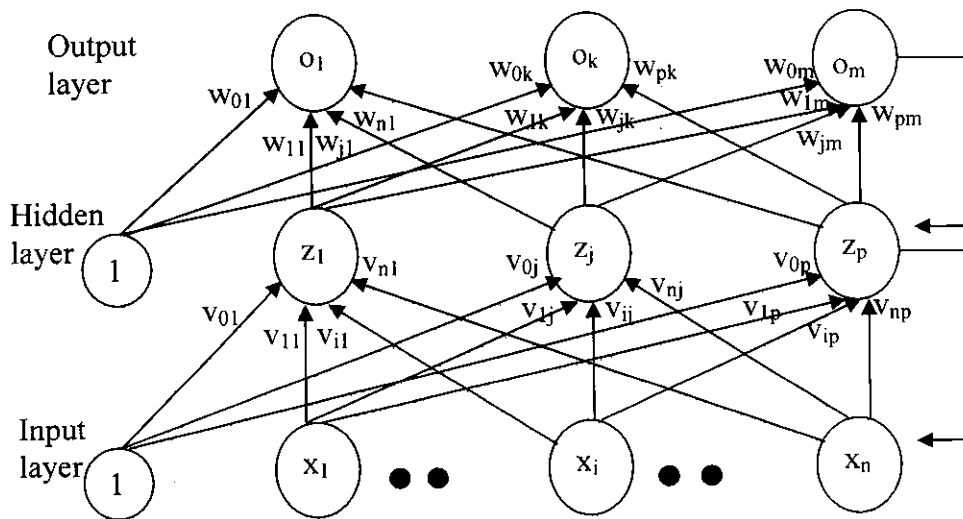 Output
layer
o₁
oₖ
oₘ
w₀₁
w₀ₖ
wₚₖ
w₀ₘ
w₁ₘ
wₚₘ
w₁₁
wⱼ₁
wₙ₁
w₁ₖ
wⱼₖ
wⱼₘ
Hidden
layer
1
z₁
zⱼ
zₚ
v₀₁
v₁₁
vᵢ₁
vₙ₁
v₀ⱼ
v₁ⱼ
vᵢⱼ
vₙⱼ
v₀ₚ
v₁ₚ
vᵢₚ
vₙₚ
Input
layer
1
x₁
xᵢ
xₙ